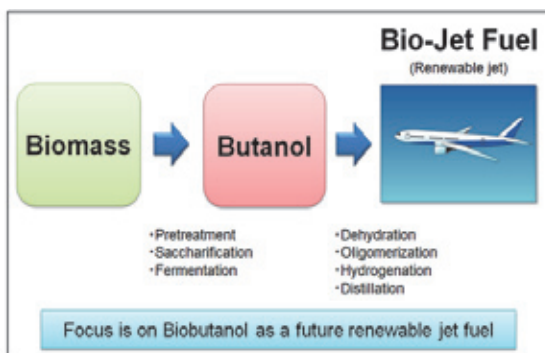 Bio-Jet Fuel
(Renewable jet)
Biomass
Butanol
・Pretreatment
・Saccharification
・Fermentation
・Dehydration
・Oligomerization
・Hydrogenation
・Distillation
Focus is on Biobutanol as a future renewable jet fuel